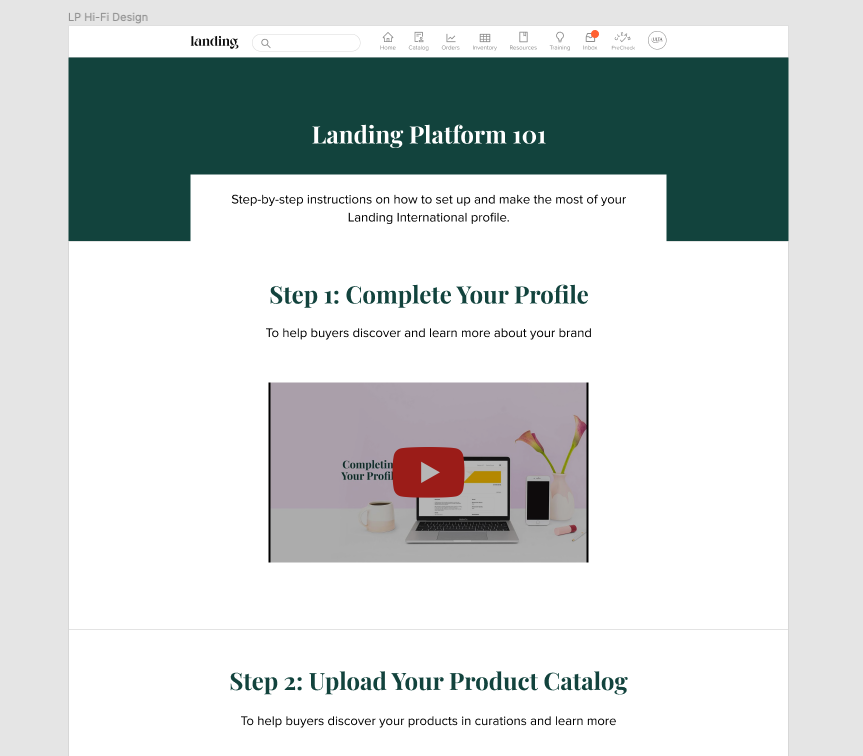 LP Hi-Fi Design
landing
Home Catalog Orders Inventory Resources Training Inbox PreCheck
Landing Platform 101
Step-by-step instructions on how to set up and make the most of your
Landing International profile.
Step 1: Complete Your Profile
To help buyers discover and learn more about your brand
Completin
Your Profil
Step 2: Upload Your Product Catalog
To help buyers discover your products in curations and learn more